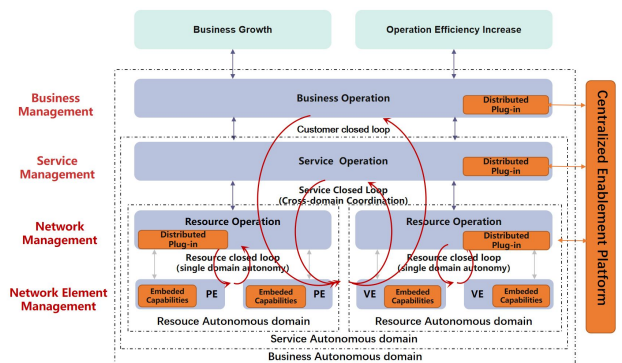 Business Growth
Operation Efficiency Increase
Business
Management
Business Operation
Distributed
Plug-in
Customer closed loop
Service
Management
Service Operation
Distributed
Plug-in
Service Closed Loop
(Cross-domain Coordination)
Network
Management
Resource Operation
Distributed
Plug-in
Resource Operation
Distributed
Plug-in
Resource closed loop
(single domain autonomy)
Resource closed loop
(single domain autonomy)
Network Element
Management
Embeded
Capabilities
PE
Embeded
Capabilities
PE
VE
Embeded
Capabilities
VE
Embeded
Capabilities
Resouce Autonomous domain
Resource Autonomous domain
Service Autonomous domain
Business Autonomous domain
Centralized Enablement Platform